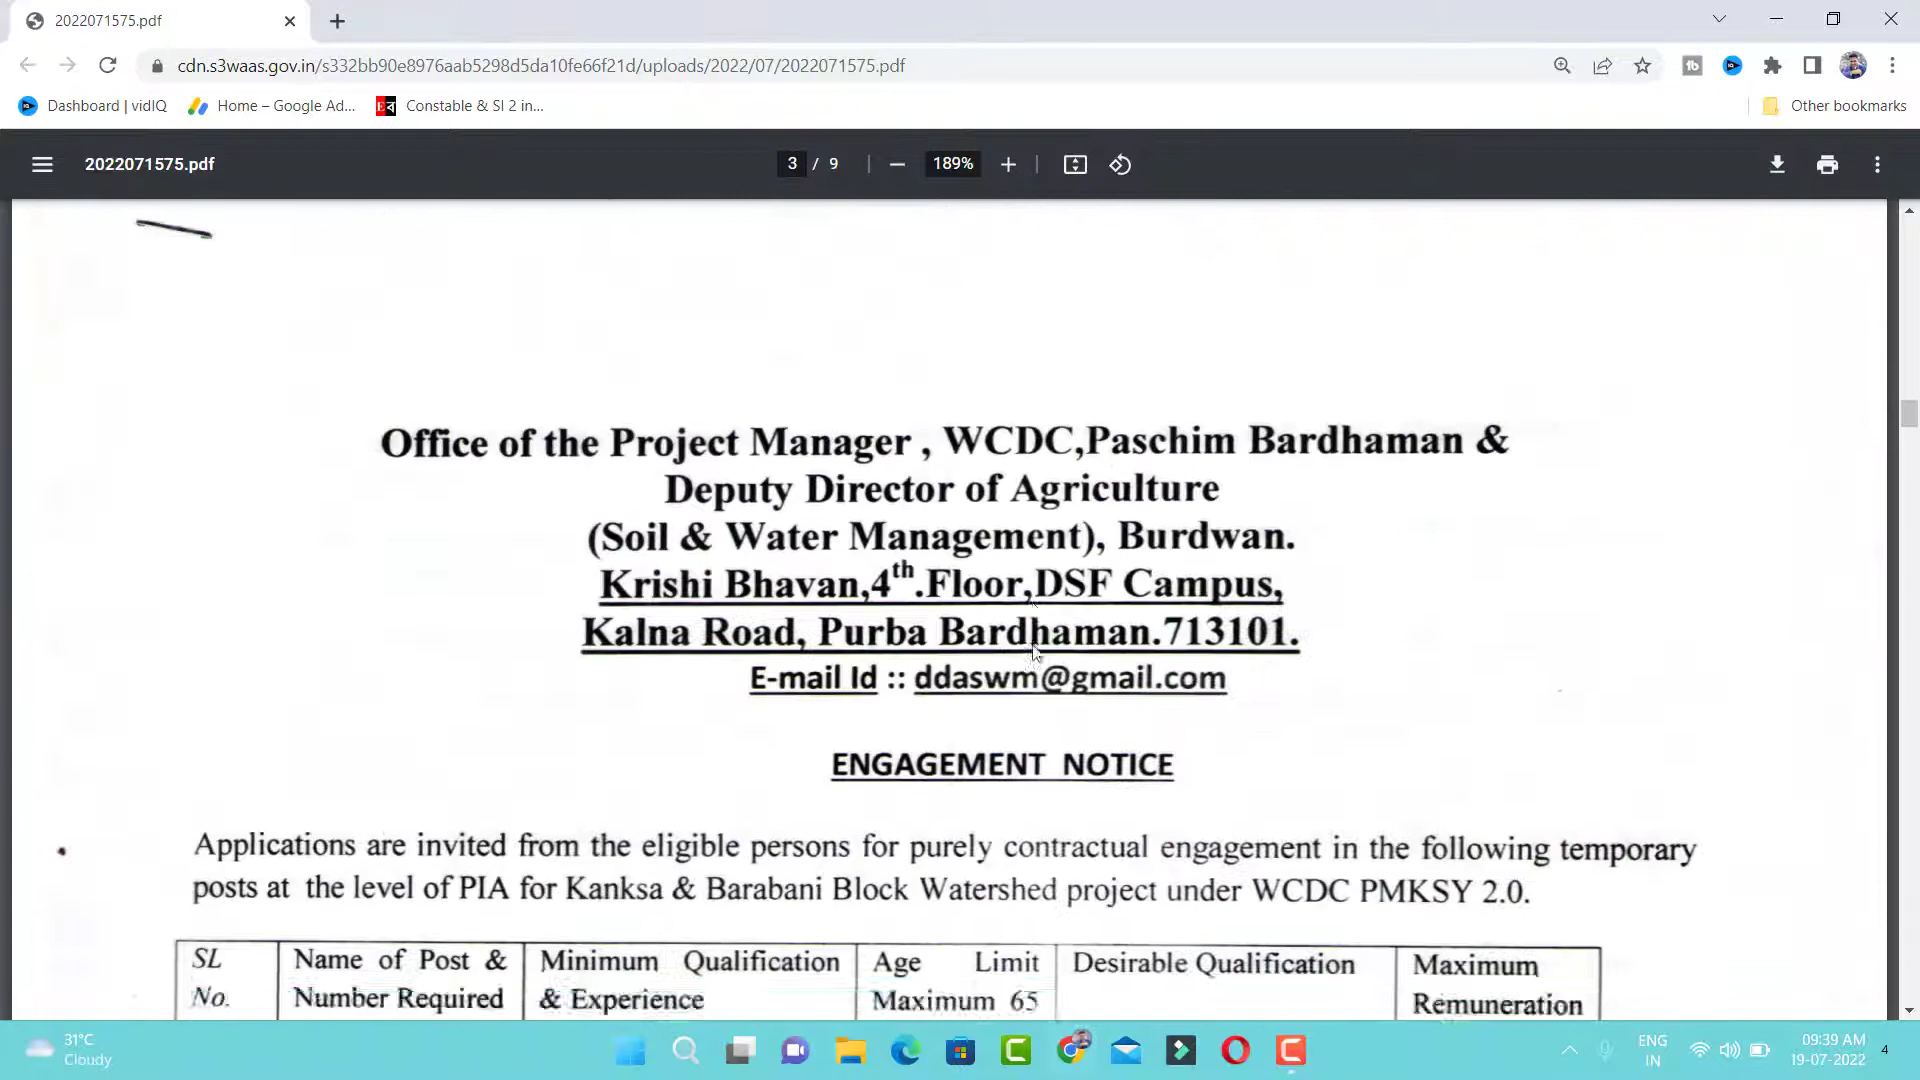 2022071575.pdf
cdn.s3waas.gov.in/s332bb90e8976aab5298d5da10fe66f21d/uploads/2022/07/2022071575.pdf
Dashboard | vidIQ
Home – Google Ad...
Constable & SI 2 in...
Other bookmarks
2022071575.pdf
3 / 9
189%
Office of the Project Manager , WCDC,Paschim Bardhaman &
Deputy Director of Agriculture
(Soil & Water Management), Burdwan.
Krishi Bhavan,4th.Floor,DSF Campus,
Kalna Road, Purba Bardhaman.713101.
E-mail Id :: ddaswm@gmail.com
ENGAGEMENT NOTICE
Applications are invited from the eligible persons for purely contractual engagement in the following temporary
posts at the level of PIA for Kanksa & Barabani Block Watershed project under WCDC PMKSY 2.0.
SL No.
Name of Post & Number Required
Minimum Qualification & Experience
Age Limit Maximum 65
Desirable Qualification
Maximum Remuneration
31°C
Cloudy
ENG
IN
09:39 AM
19-07-2022
4